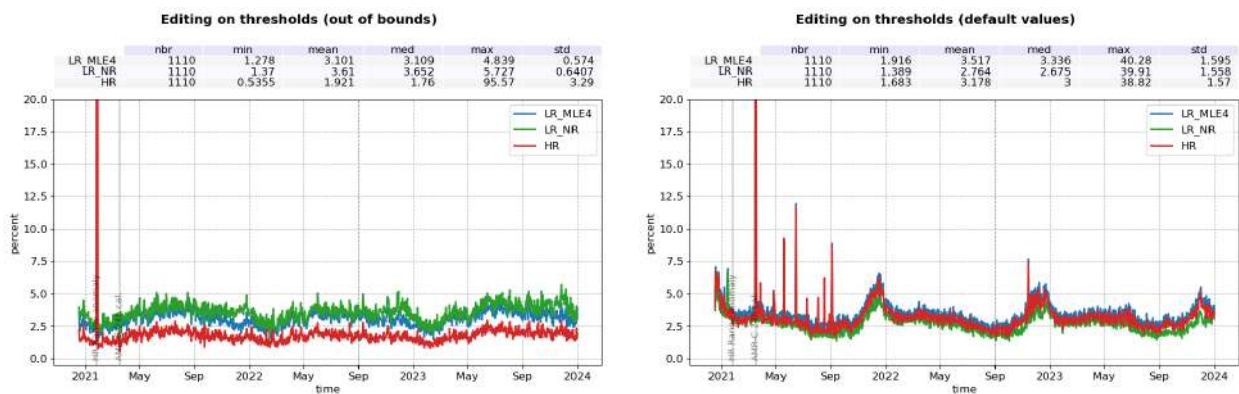 Editing on thresholds (out of bounds)
nbr min mean med max std
LR_MLE4 1110 1.278 3.101 3.109 4.839 0.574
LR_NR 1110 1.37 3.61 3.652 5.727 0.6407
HR 1110 0.5355 1.921 1.76 95.57 3.29
20.0
17.5
15.0
12.5
10.0
7.5
5.0
2.5
0.0
percent
LR_MLE4
LR_NR
HR
2021 May Sep 2022 May Sep 2023 May Sep 2024
time
Editing on thresholds (default values)
nbr min mean med max std
LR_MLE4 1110 1.916 3.517 3.336 40.28 1.595
LR_NR 1110 1.389 2.764 2.675 39.91 1.558
HR 1110 1.683 3.178 3 38.82 1.57
20.0
17.5
15.0
12.5
10.0
7.5
5.0
2.5
0.0
percent
LR_MLE4
LR_NR
HR
2021 May Sep 2022 May Sep 2023 May Sep 2024
time